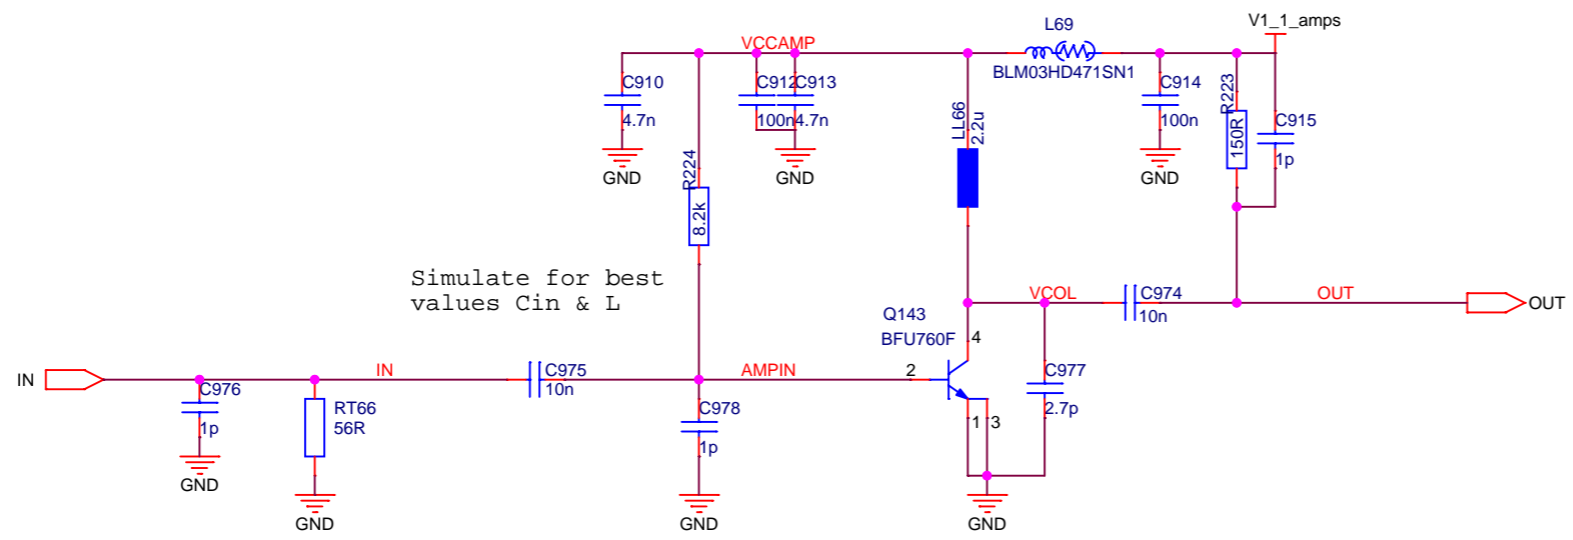 V1_1_amps
L69
VCCAMP
BLM03HD471SN1
C910
4.7n
GND
C912
100n
C913
4.7n
GND
LL66
2.2u
C914
100n
GND
R223
150R
C915
1p
R224
8.2k
Simulate for best
values Cin & L
VCOL
C974
10n
OUT
OUT
Q143
BFU760F
4
2
1
3
C977
2.7p
GND
IN
IN
C976
1p
GND
RT66
56R
GND
C975
10n
AMPIN
C978
1p
GND